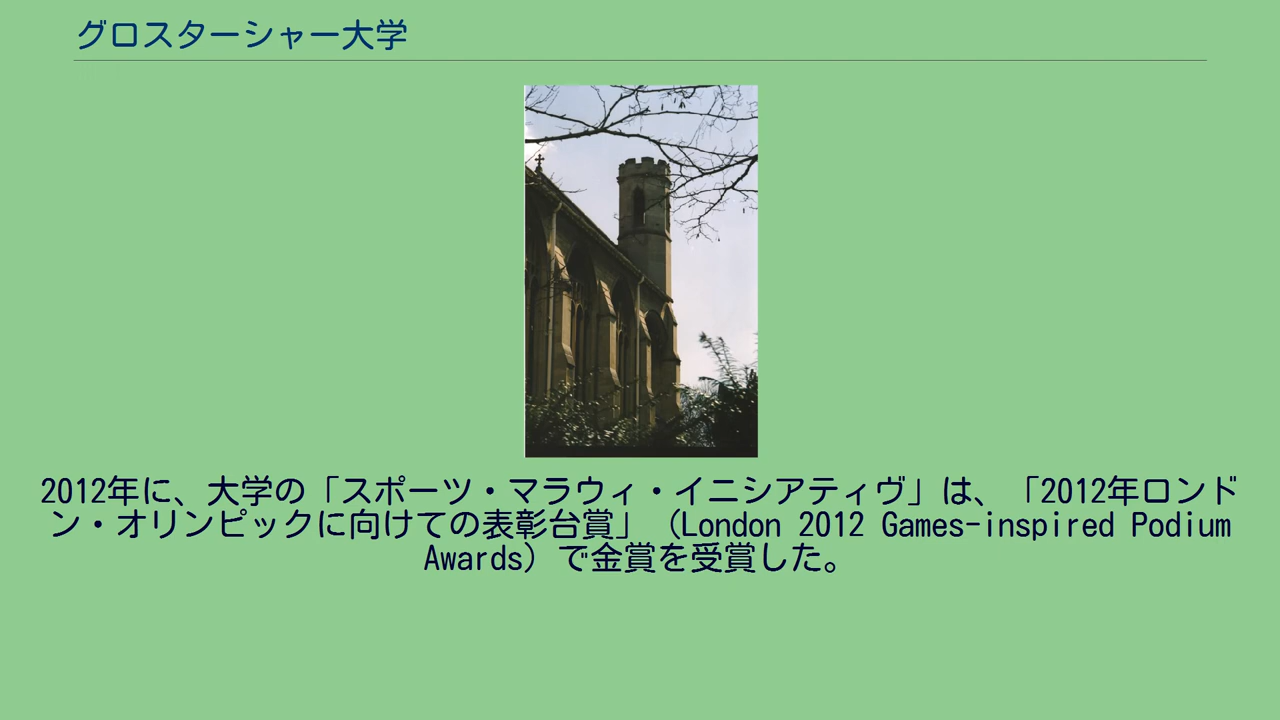 グロスターシャー大学
2012年に、大学の「スポーツ・マラウィ・イニシアティヴ」は、「2012年ロンド
ン・オリンピックに向けての表彰台賞」（London 2012 Games-inspired Podium
Awards）で金賞を受賞した。